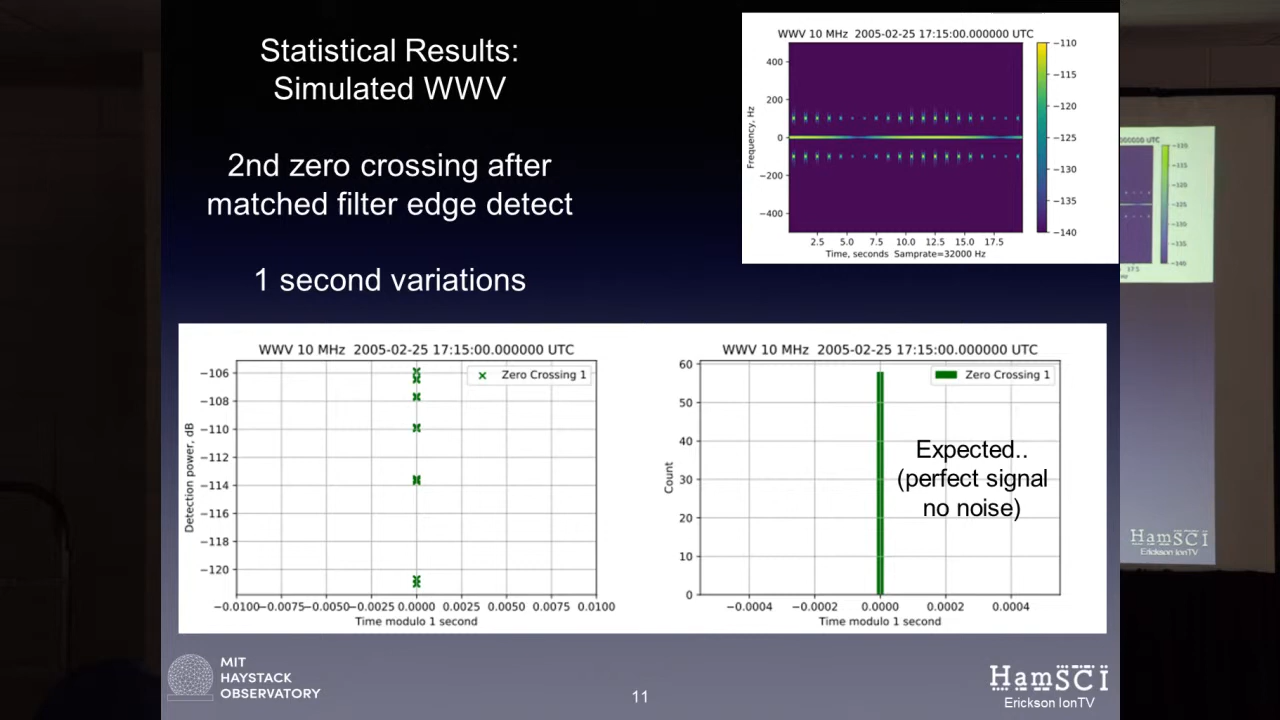 Statistical Results:
Simulated WWV
2nd zero crossing after
matched filter edge detect
1 second variations
WWV 10 MHz 2005-02-25 17:15:00.000000 UTC
Frequency, Hz
400
200
0
−200
−400
2.5 5.0 7.5 10.0 12.5 15.0 17.5
Time, seconds Samprate=32000 Hz
−110
−115
−120
−125
−130
−135
−140
WWV 10 MHz 2005-02-25 17:15:00.000000 UTC
Zero Crossing 1
Detection power, dB
−106
−108
−110
−112
−114
−116
−118
−120
−0.0100 −0.0075 −0.0050 −0.0025 0.0000 0.0025 0.0050 0.0075 0.0100
Time modulo 1 second
WWV 10 MHz 2005-02-25 17:15:00.000000 UTC
Zero Crossing 1
Count
60
50
40
30
20
10
0
Expected..
(perfect signal
no noise)
−0.0004 −0.0002 0.0000 0.0002 0.0004
Time modulo 1 second
MIT
HAYSTACK
OBSERVATORY
11
HamSCI
Erickson IonTV
HamSCI
Erickson IonTV